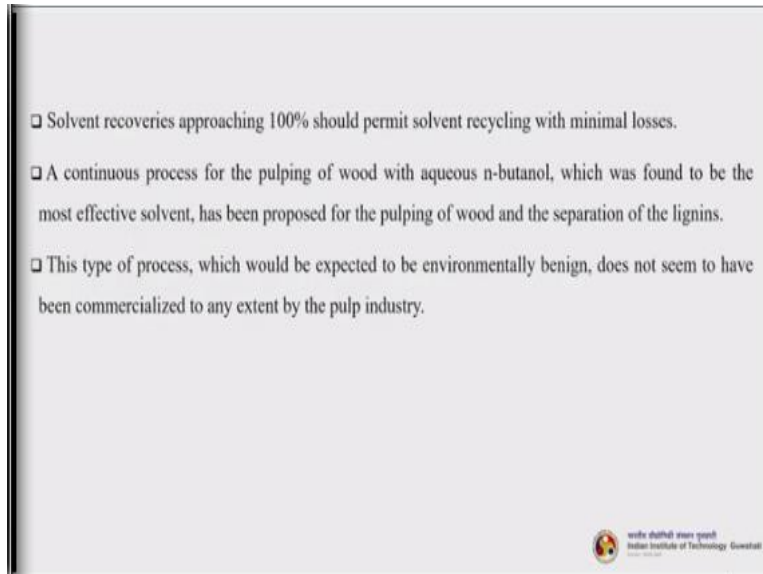 ❑ Solvent recoveries approaching 100% should permit solvent recycling with minimal losses.
❑ A continuous process for the pulping of wood with aqueous n-butanol, which was found to be the
most effective solvent, has been proposed for the pulping of wood and the separation of the lignins.
❑ This type of process, which would be expected to be environmentally benign, does not seem to have
been commercialized to any extent by the pulp industry.
Indian Institute of Technology Guwahati